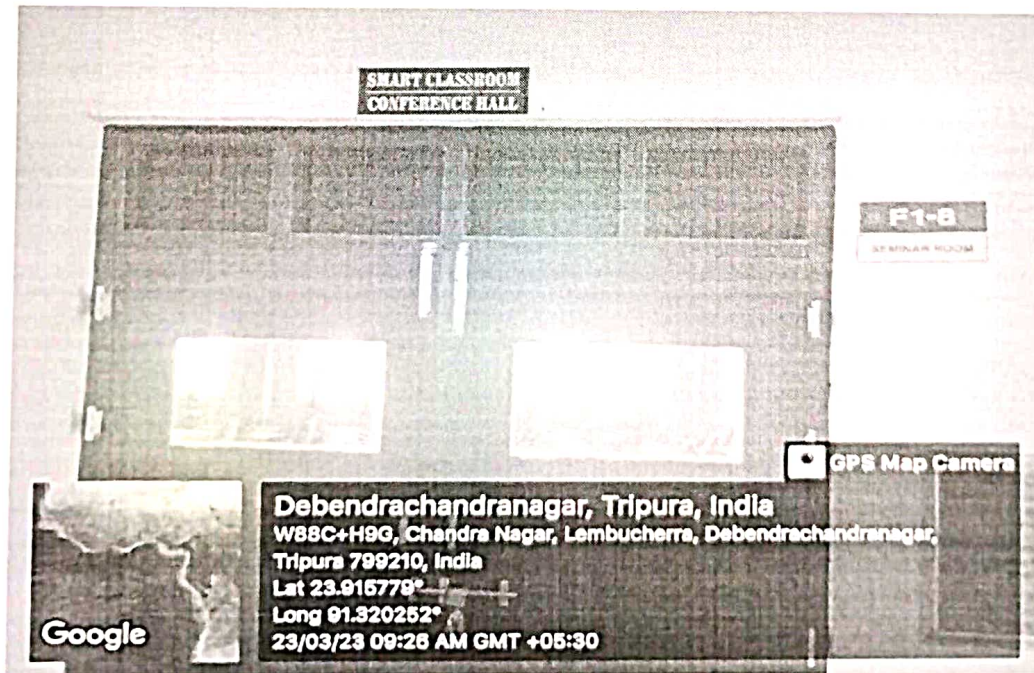 SMART CLASSROOM
CONFERENCE HALL
F1-8
SEMINAR ROOM
GPS Map Camera
Debendrachandranagar, Tripura, India
W88C+H9G, Chandra Nagar, Lembucherra, Debendrachandranagar,
Tripura 799210, India
Lat 23.915779°
Long 91.320252°
23/03/23 09:26 AM GMT +05:30
Google